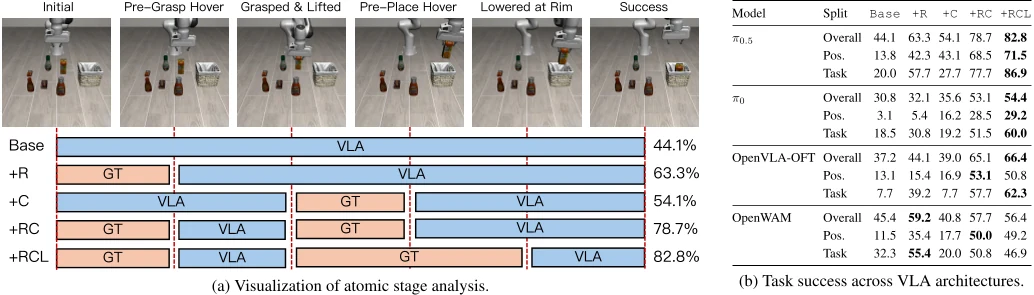 Initial Pre-Grasp Hover Grasped & Lifted Pre-Place Hover Lowered at Rim Success
Base VLA 44.1%
+R GT VLA 63.3%
+C VLA GT VLA 54.1%
+RC GT VLA GT VLA 78.7%
+RCL GT VLA GT VLA 82.8%
(a) Visualization of atomic stage analysis.
Model Split Base +R +C +RC +RCL
π0.5 Overall 44.1 63.3 54.1 78.7 82.8
Pos. 13.8 42.3 43.1 68.5 71.5
Task 20.0 57.7 27.7 77.7 86.9
π0 Overall 30.8 32.1 35.6 53.1 54.4
Pos. 3.1 5.4 16.2 28.5 29.2
Task 18.5 30.8 19.2 51.5 60.0
OpenVLA-OFT Overall 37.2 44.1 39.0 65.1 66.4
Pos. 13.1 15.4 16.9 53.1 50.8
Task 7.7 39.2 7.7 57.7 62.3
OpenWAM Overall 45.4 59.2 40.8 57.7 56.4
Pos. 11.5 35.4 17.7 50.0 49.2
Task 32.3 55.4 20.0 50.8 46.9
(b) Task success across VLA architectures.